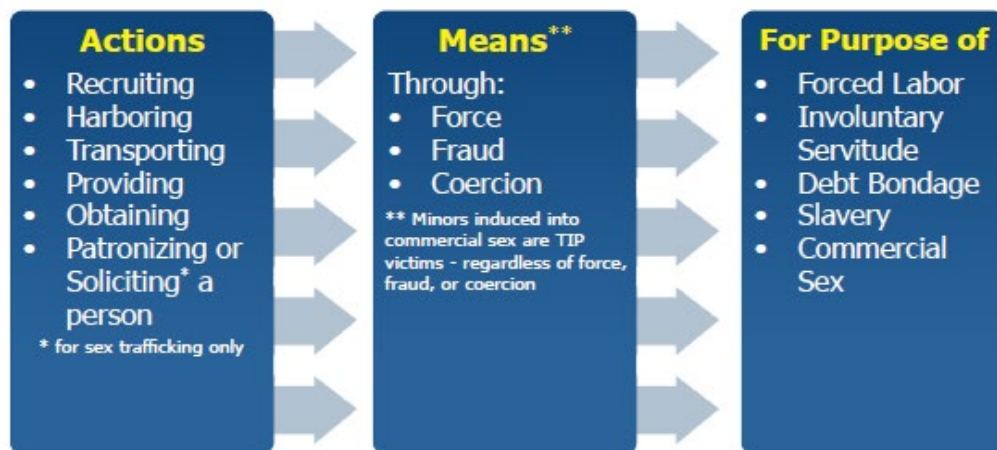 Actions
• Recruiting
• Harboring
• Transporting
• Providing
• Obtaining
• Patronizing or
Soliciting* a
person
* for sex trafficking only
Means**
Through:
• Force
• Fraud
• Coercion
** Minors induced into
commercial sex are TIP
victims - regardless of force,
fraud, or coercion
For Purpose of
• Forced Labor
• Involuntary
Servitude
• Debt Bondage
• Slavery
• Commercial
Sex